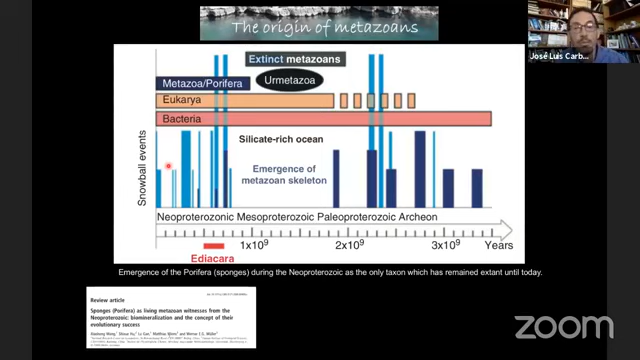 The origin of metazoans
José Luis Carb...
Extinct metazoans
Metazoa/Porifera
Urmetazoa
Eukarya
Bacteria
Snowball events
Silicate-rich ocean
Emergence of
metazoan skeleton
Neoproterozonic Mesoproterozic Paleoproterozic Archeon
1x10⁹
2x10⁹
3x10⁹
Years
Ediacara
Emergence of the Porifera (sponges) during the Neoproterozoic as the only taxon which has remained extant until today.
Review article
Sponges (Porifera) as living metazoan witnesses from the
Neoproterozoic: biomineralization and the concept of their
evolutionary success
zoom